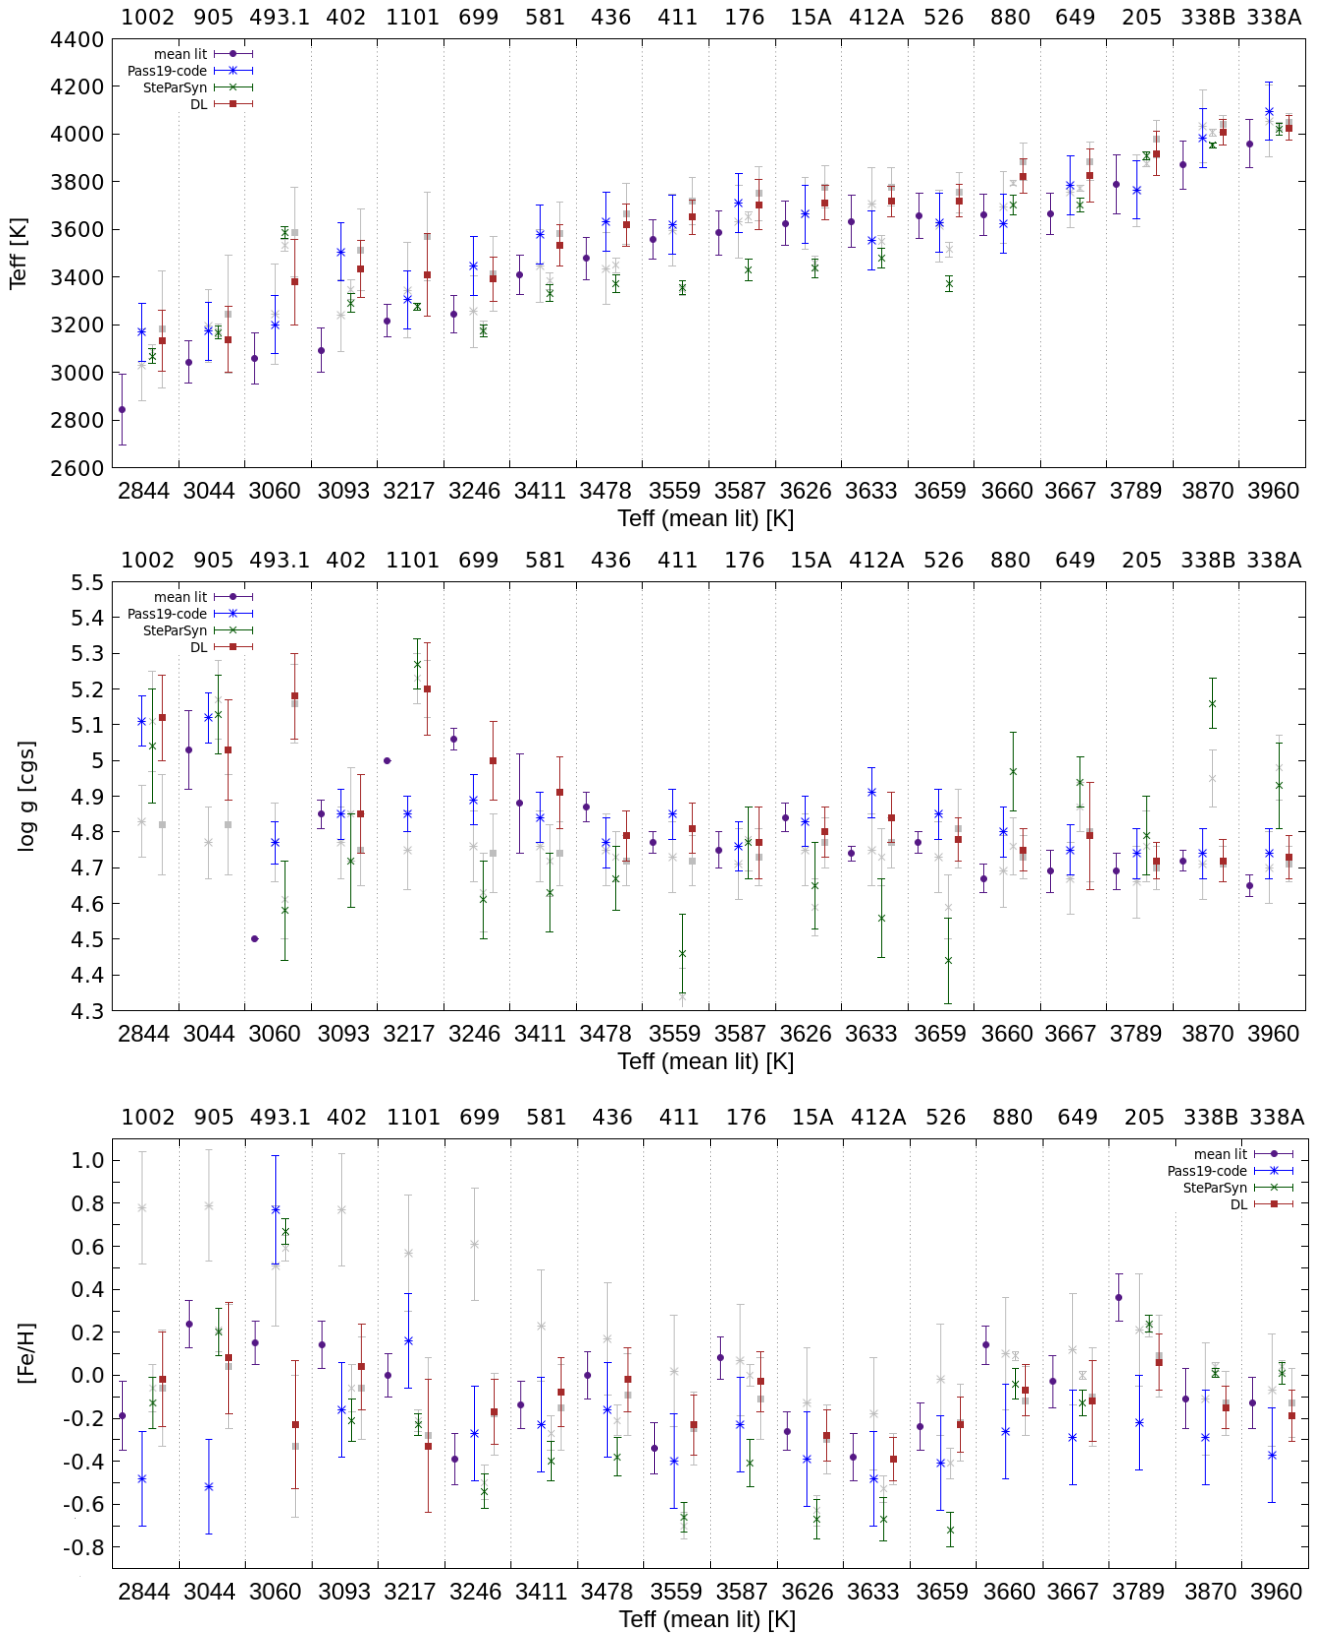 1002 905 493.1 402 1101 699 581 436 411 176 15A 412A 526 880 649 205 338B 338A
4400
4200
4000
3800
3600
3400
3200
3000
2800
2600
Teff [K]
mean lit
Pass19-code
SteParSyn
DL
2844 3044 3060 3093 3217 3246 3411 3478 3559 3587 3626 3633 3659 3660 3667 3789 3870 3960
Teff (mean lit) [K]
1002 905 493.1 402 1101 699 581 436 411 176 15A 412A 526 880 649 205 338B 338A
5.5
5.4
5.3
5.2
5.1
5
4.9
4.8
4.7
4.6
4.5
4.4
4.3
log g [cgs]
mean lit
Pass19-code
SteParSyn
DL
2844 3044 3060 3093 3217 3246 3411 3478 3559 3587 3626 3633 3659 3660 3667 3789 3870 3960
Teff (mean lit) [K]
1002 905 493.1 402 1101 699 581 436 411 176 15A 412A 526 880 649 205 338B 338A
1.0
0.8
0.6
0.4
0.2
0.0
-0.2
-0.4
-0.6
-0.8
[Fe/H]
mean lit
Pass19-code
SteParSyn
DL
2844 3044 3060 3093 3217 3246 3411 3478 3559 3587 3626 3633 3659 3660 3667 3789 3870 3960
Teff (mean lit) [K]